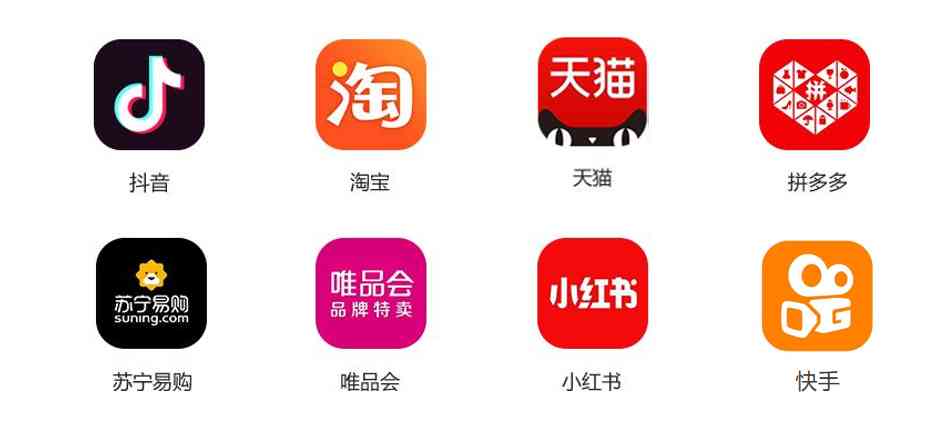 淘
天猫
拼
抖音
淘宝
天猫
拼多多
苏宁易购
suning.com
唯品会
品牌特卖
小红书
苏宁易购
唯品会
小红书
快手